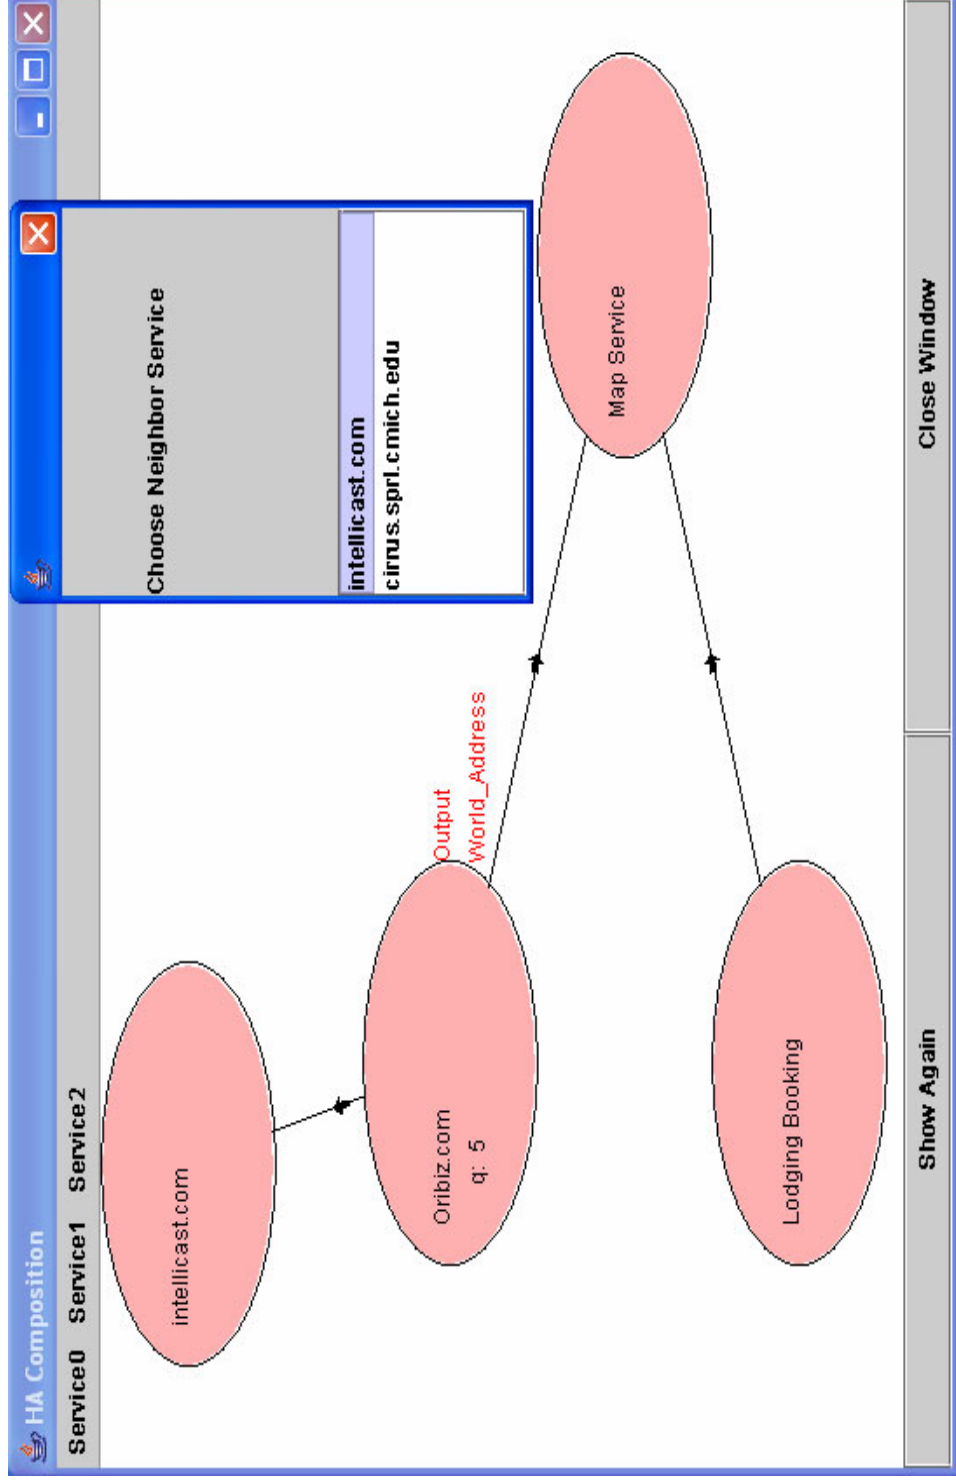 HA Composition
Service0 Service1 Service2
Choose Neighbor Service
intellicast.com
cirrus.sprl.cmich.edu
intellicast.com
Oribiz.com
q: 5
Output
World_Address
Map Service
Lodging Booking
Show Again
Close Window